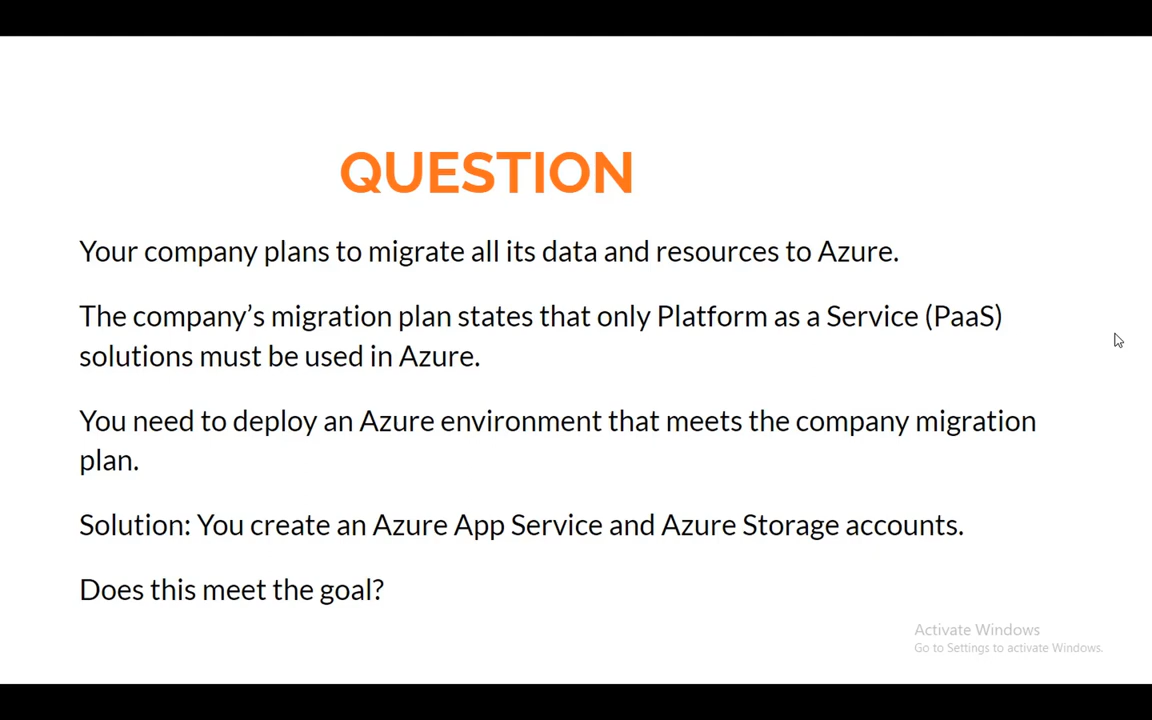 QUESTION
Your company plans to migrate all its data and resources to Azure.
The company’s migration plan states that only Platform as a Service (PaaS)
solutions must be used in Azure.
You need to deploy an Azure environment that meets the company migration
plan.
Solution: You create an Azure App Service and Azure Storage accounts.
Does this meet the goal?
Activate Windows
Go to Settings to activate Windows.